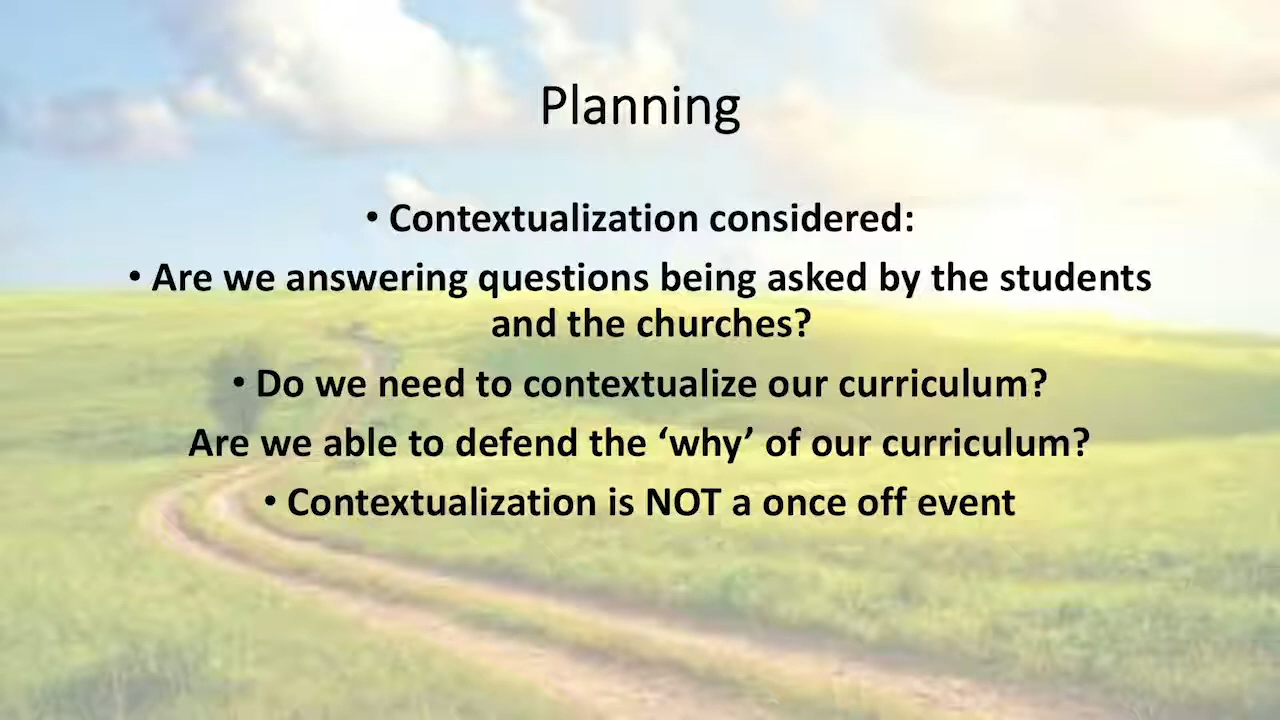 Planning
• Contextualization considered:
• Are we answering questions being asked by the students
and the churches?
• Do we need to contextualize our curriculum?
Are we able to defend the ‘why’ of our curriculum?
• Contextualization is NOT a once off event